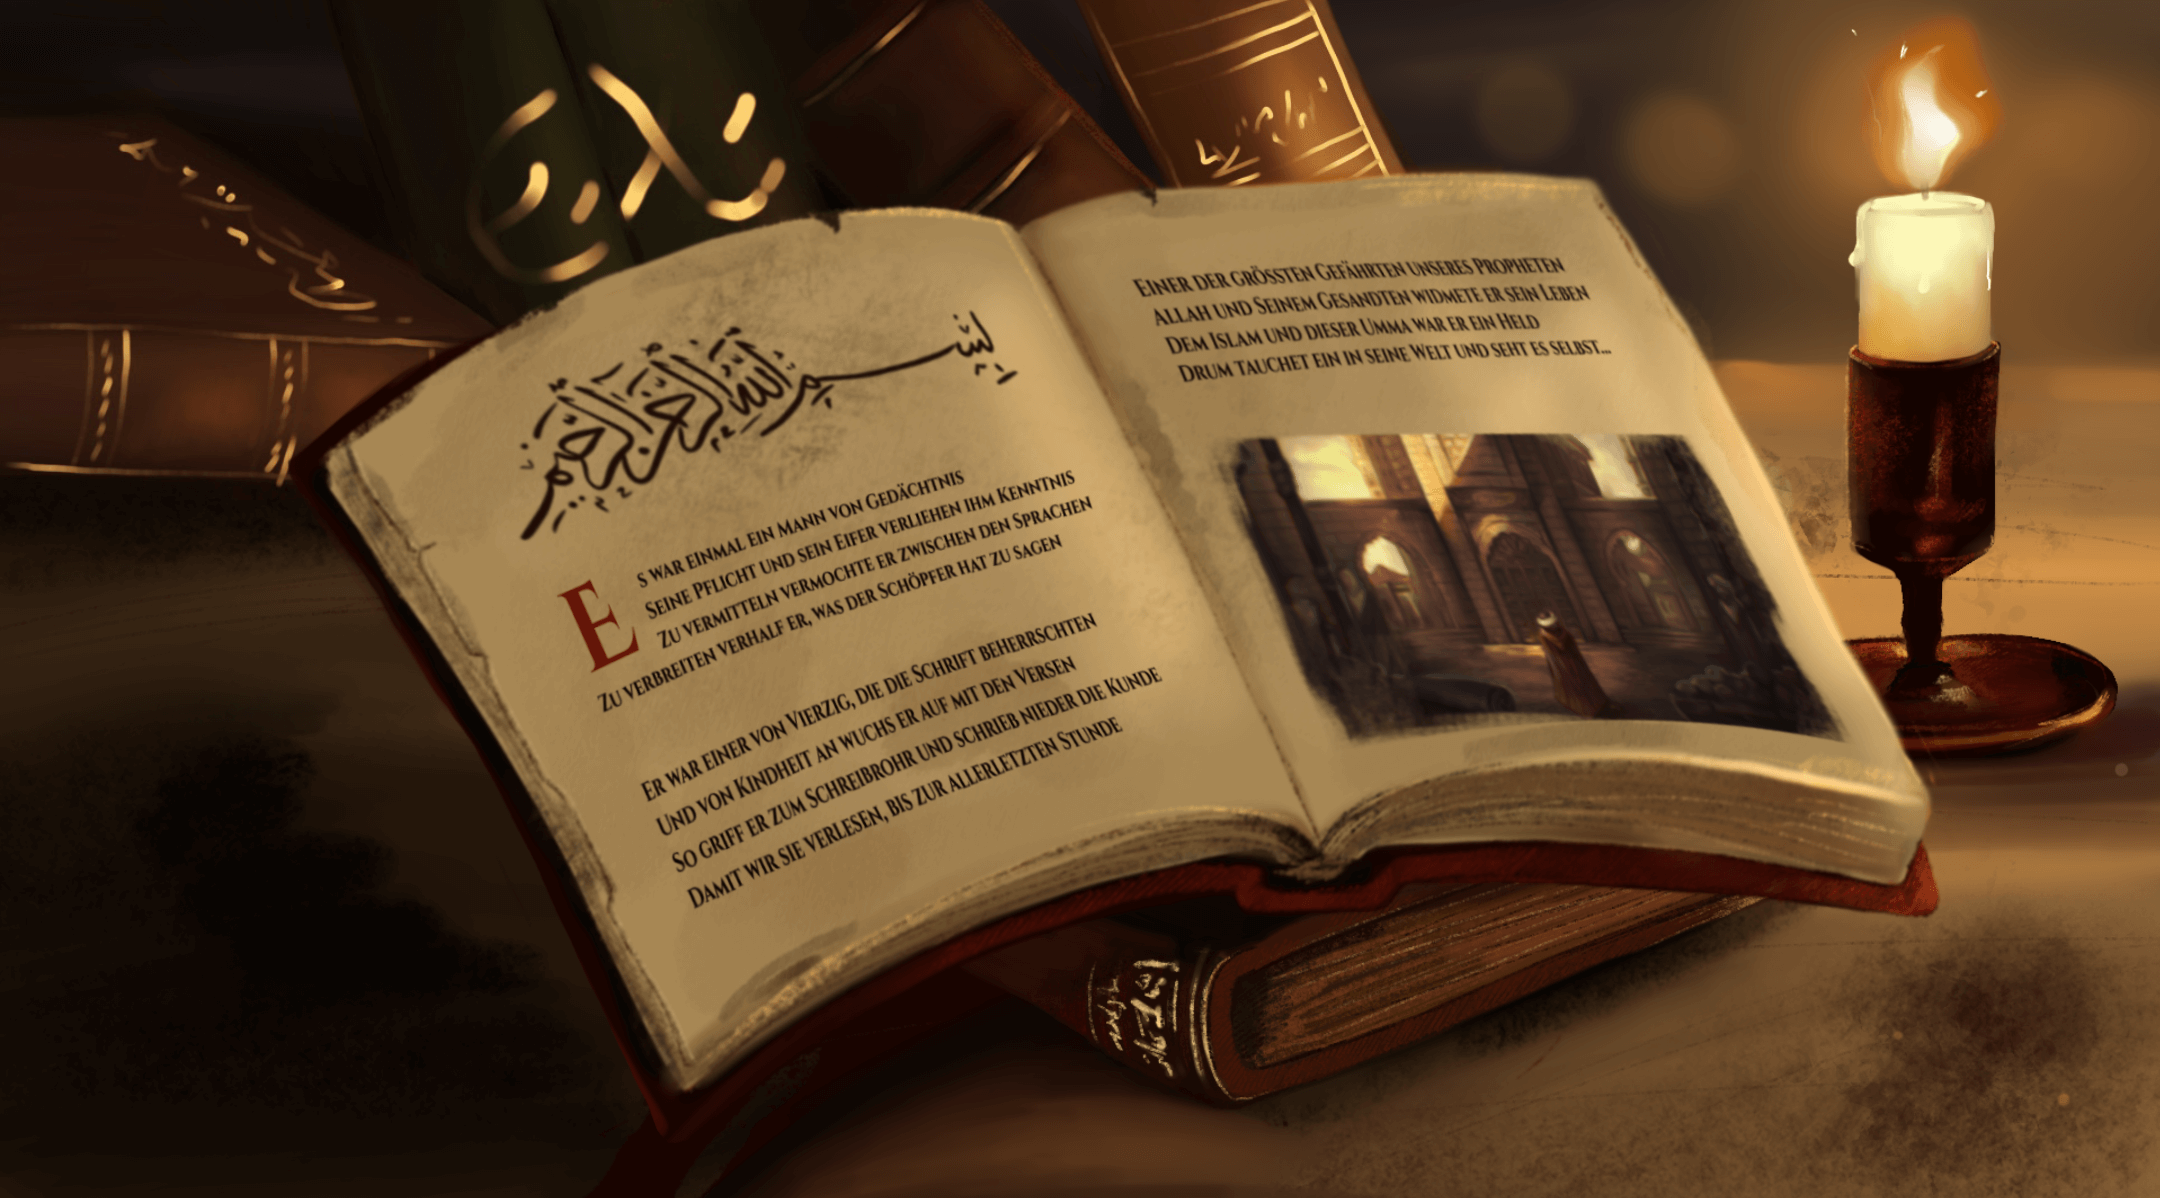 بِسْمِ اللَّهِ الرَّحْمَٰنِ الرَّحِيمِ
ES WAR EINMAL EIN MANN VON GEDÄCHTNIS
SEINE PFLICHT UND SEIN EIFER VERLIEHEN IHM KENNTNIS
ZU VERMITTELN VERMOCHTE ER ZWISCHEN DEN SPRACHEN
ZU VERBREITEN VERHALF ER, WAS DER SCHÖPFER HAT ZU SAGEN
ER WAR EINER VON VIERZIG, DIE DIE SCHRIFT BEHERRSCHTEN
UND VON KINDHEIT AN WUCHS ER AUF MIT DEN VERSEN
SO GRIFF ER ZUM SCHREIBROHR UND SCHRIEB NIEDER DIE KUNDE
DAMIT WIR SIE VERLESEN, BIS ZUR ALLERLETZTEN STUNDE
EINER DER GRÖSSTEN GEFÄHRTEN UNSERES PROPHETEN
ALLAH UND SEINEM GESANDTEN WIDMETE ER SEIN LEBEN
DEM ISLAM UND DIESER UMMA WAR ER EIN HELD
DRUM TAUCHET EIN IN SEINE WELT UND SEHT ES SELBST...